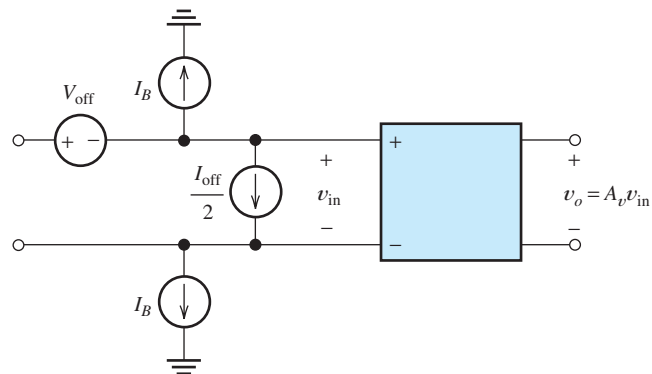 I_B
V_off
+ −
+
I_off/2
+
v_in
−
+
−
v_o = A_v v_in
−
I_B